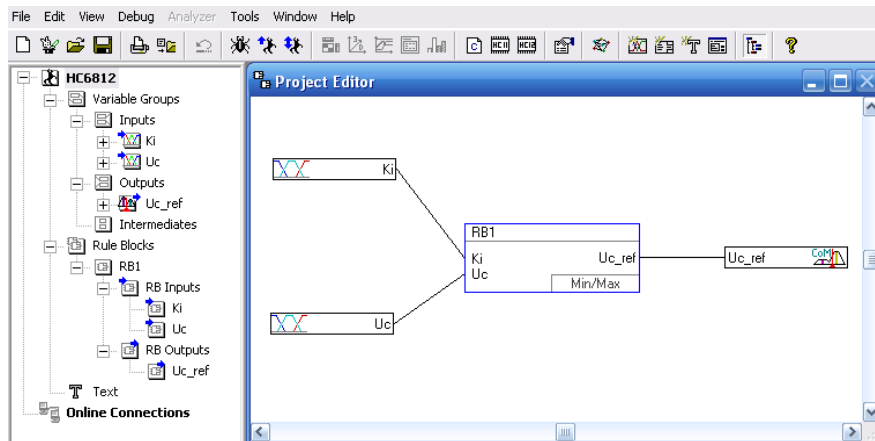 File Edit View Debug Analyzer Tools Window Help
HC6812
Variable Groups
Inputs
Ki
Uc
Outputs
Uc_ref
Intermediates
Rule Blocks
RB1
RB Inputs
Ki
Uc
RB Outputs
Uc_ref
Text
Online Connections
Project Editor
Ki
Uc
RB1
Ki
Uc
Uc_ref
Min/Max
Uc_ref
CoM